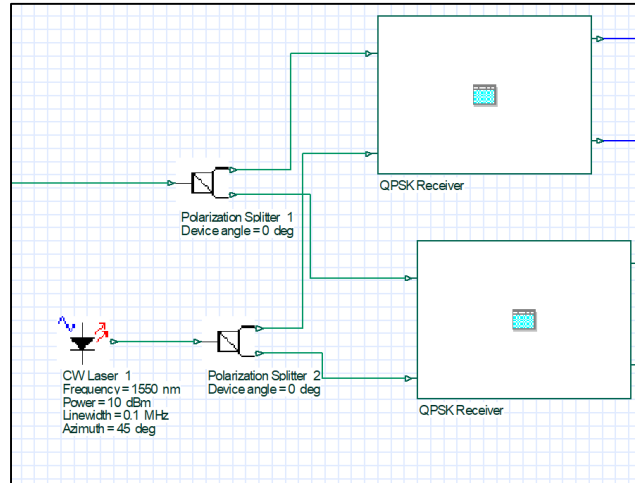 QPSK Receiver
Polarization Splitter 1
Device angle = 0 deg
QPSK Receiver
CW Laser 1
Frequency = 1550 nm
Power = 10 dBm
Linewidth = 0.1 MHz
Azimuth = 45 deg
Polarization Splitter 2
Device angle = 0 deg